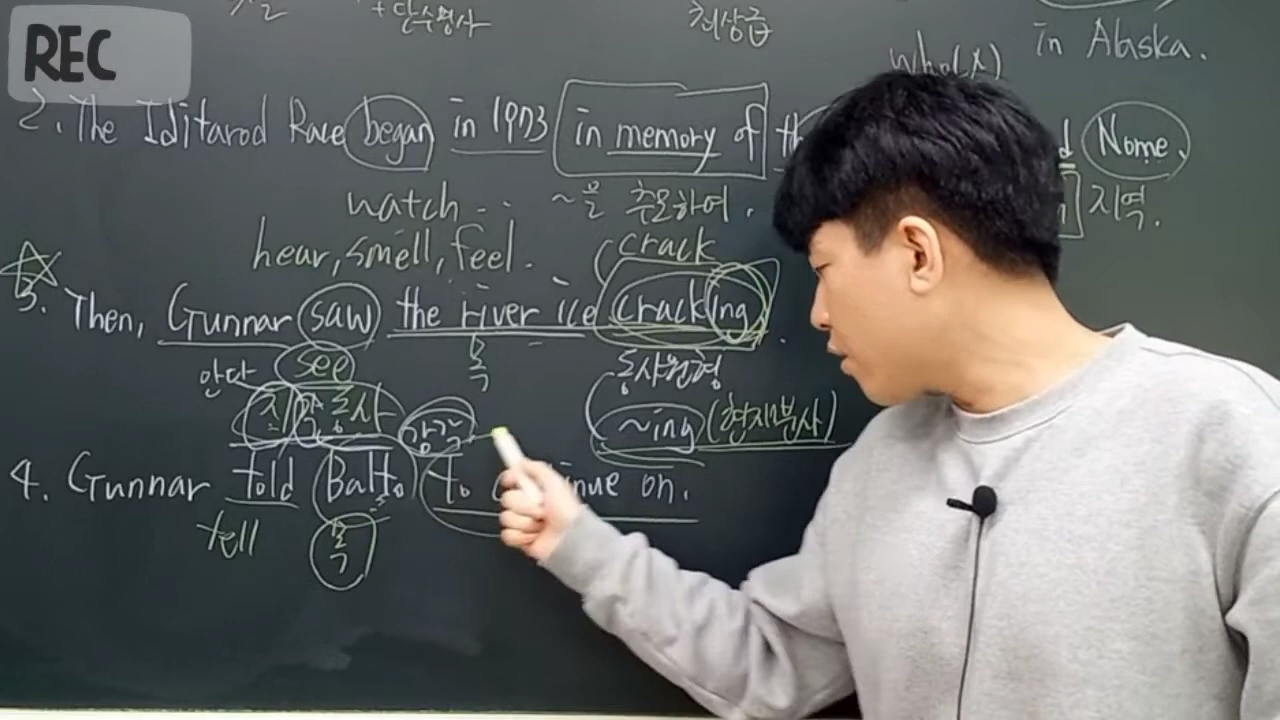 REC
+단수명사 최상급
in Alaska.
who(x)
2. The Iditarod Race began in 1973 in memory of Nome.
watch.. ~을 추모하여. 지역.
hear, smell, feel. crack
3. Then, Gunnar saw the river ice cracking.
see 목 동사원형
지각동사 감각 ~ing (현재분사)
4. Gunnar told Balto to on.
tell 목